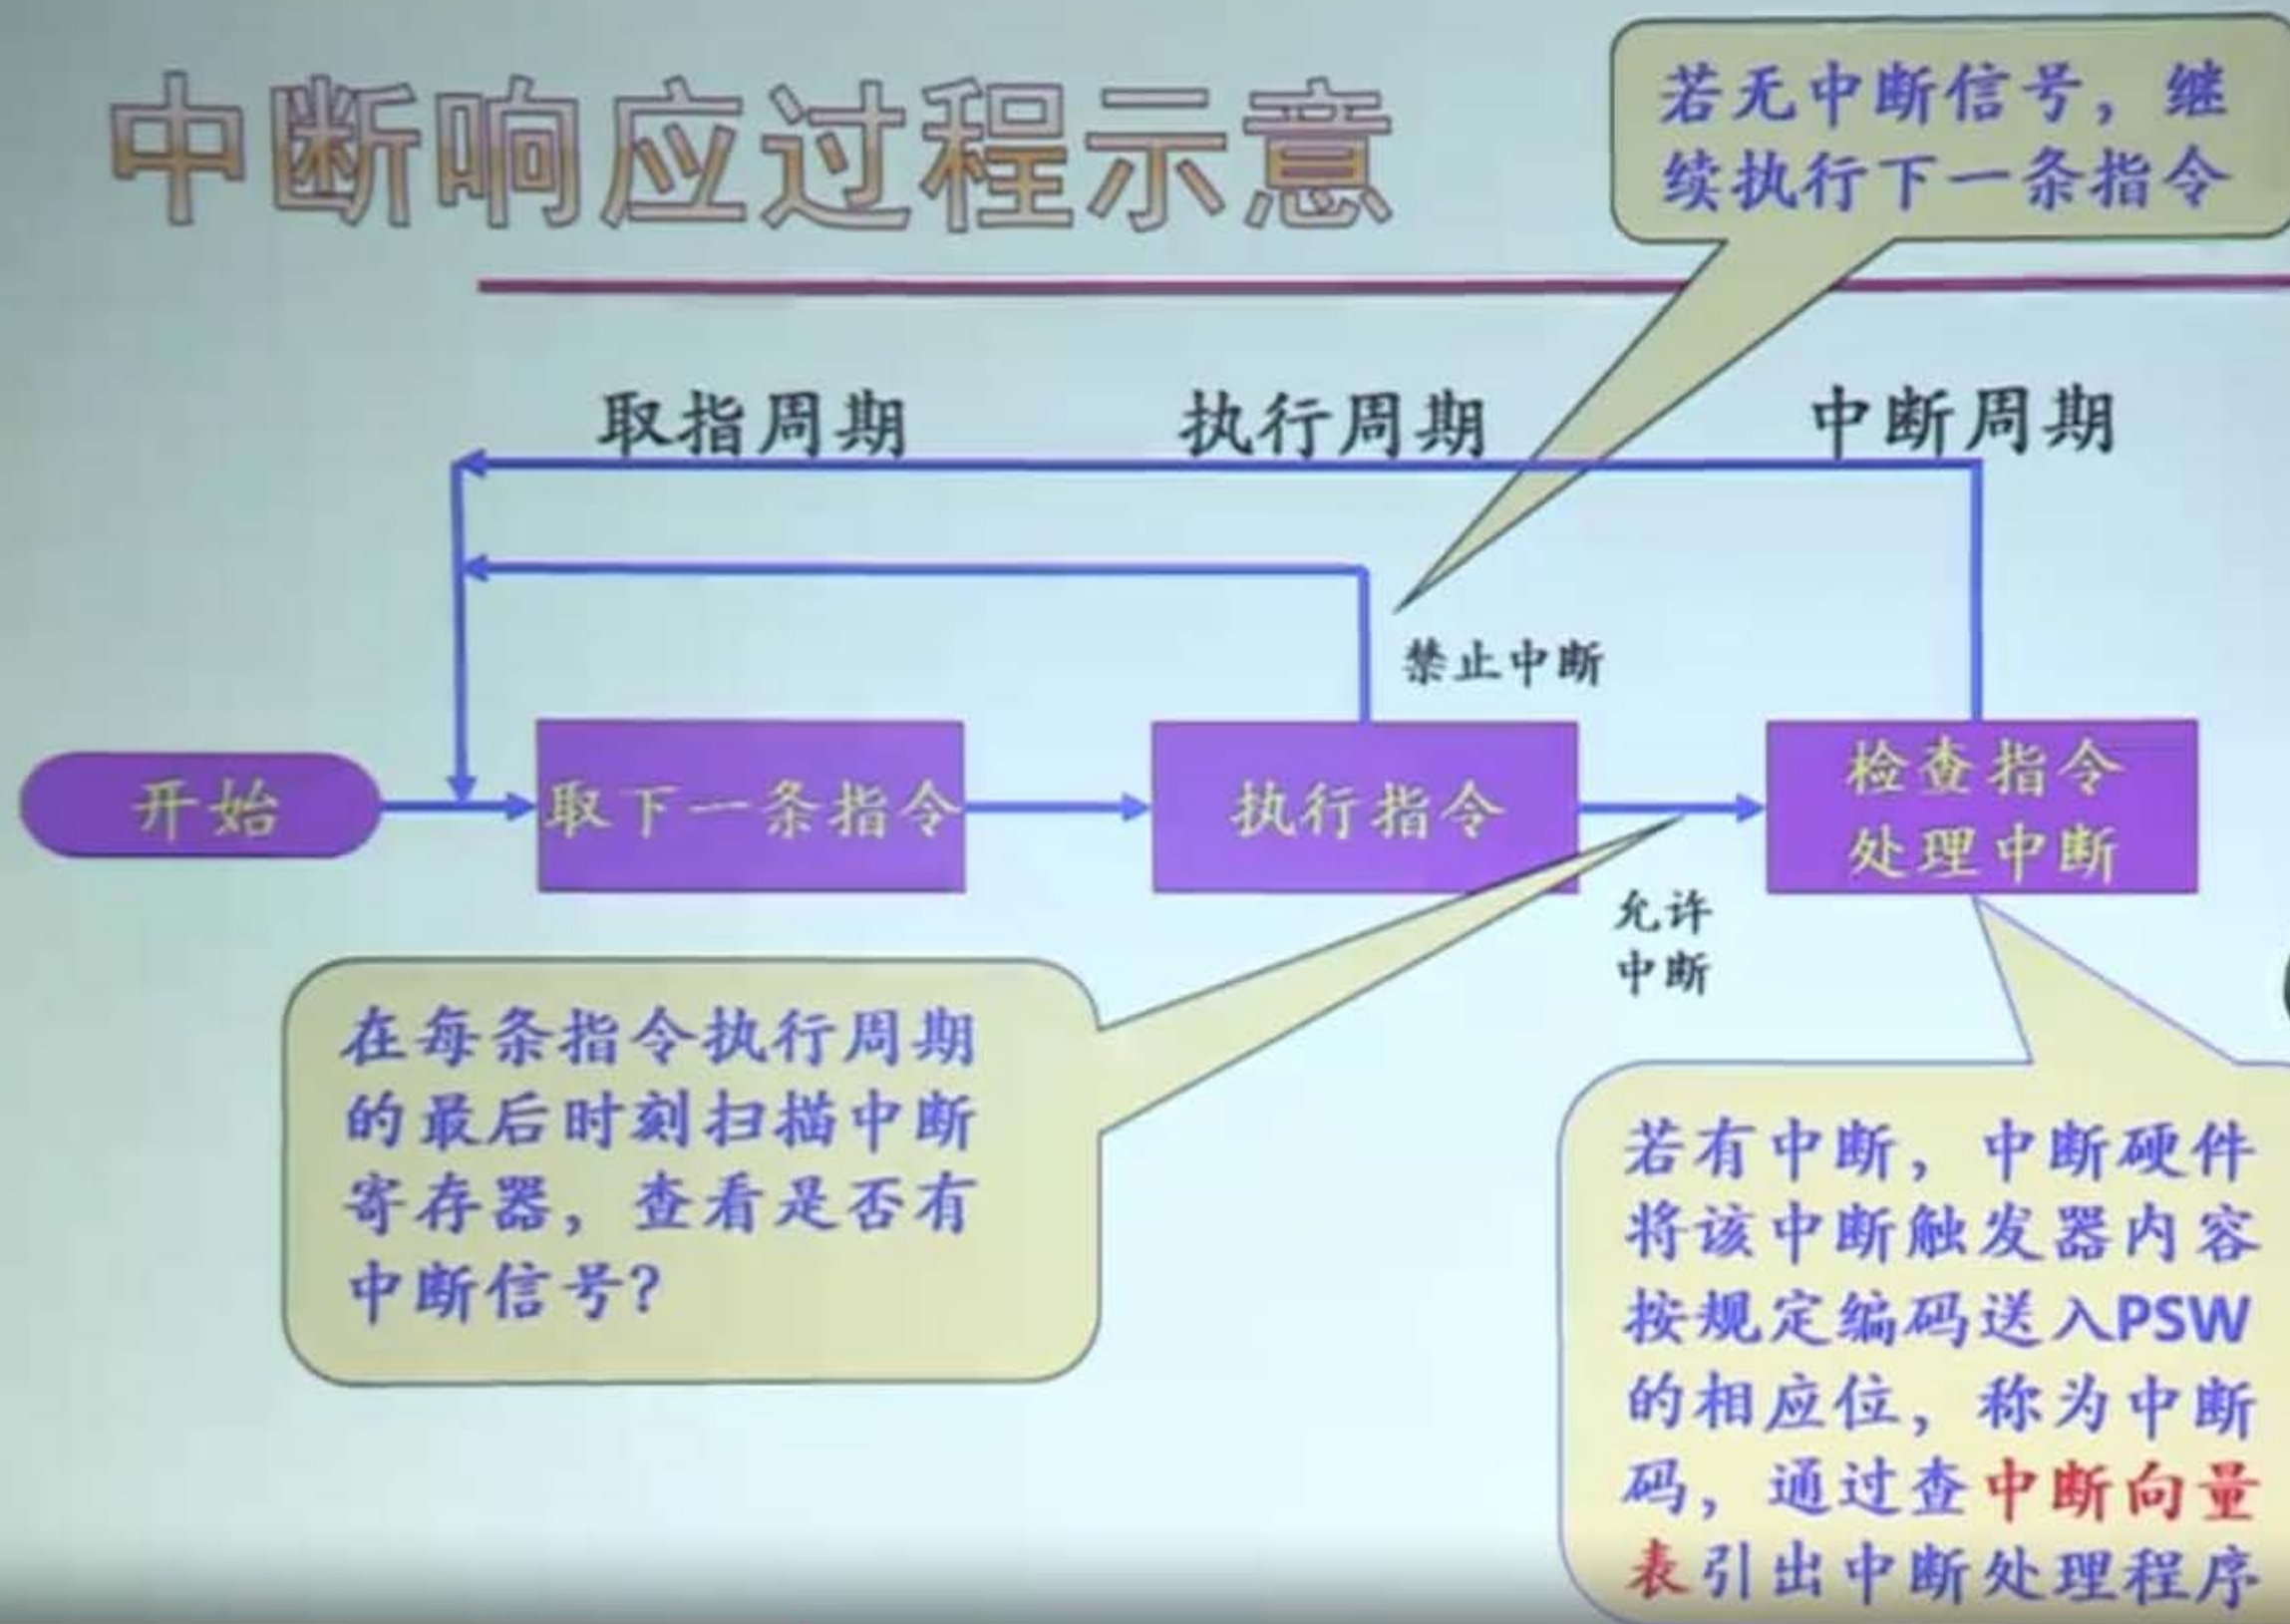 中断响应过程示意
若无中断信号，继
续执行下一条指令
取指周期
执行周期
中断周期
禁止中断
开始
取下一条指令
执行指令
检查指令
处理中断
允许
中断
在每条指令执行周期
的最后时刻扫描中断
寄存器，查看是否有
中断信号？
若有中断，中断硬件
将该中断触发器内容
按规定编码送入PSW
的相应位，称为中断
码，通过查中断向量
表引出中断处理程序